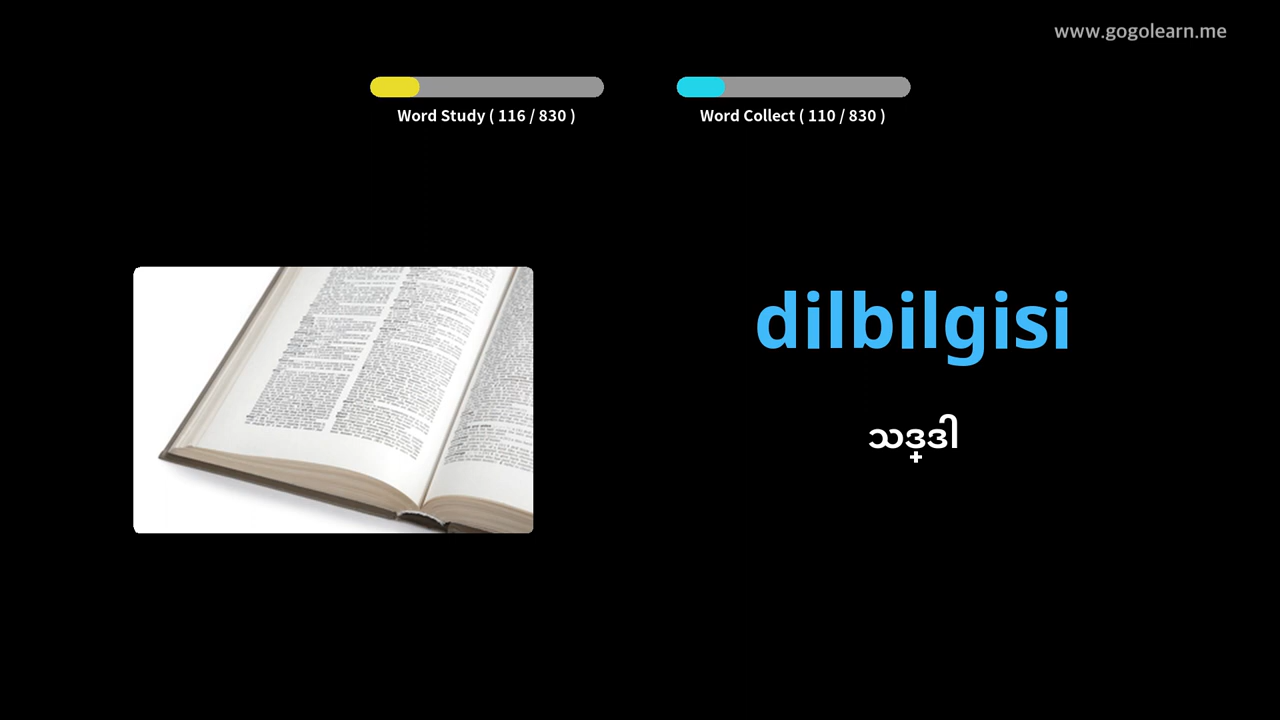 www.gogolearn.me
Word Study ( 116 / 830 )
Word Collect ( 110 / 830 )
dilbilgisi
သဒ္ဒါ